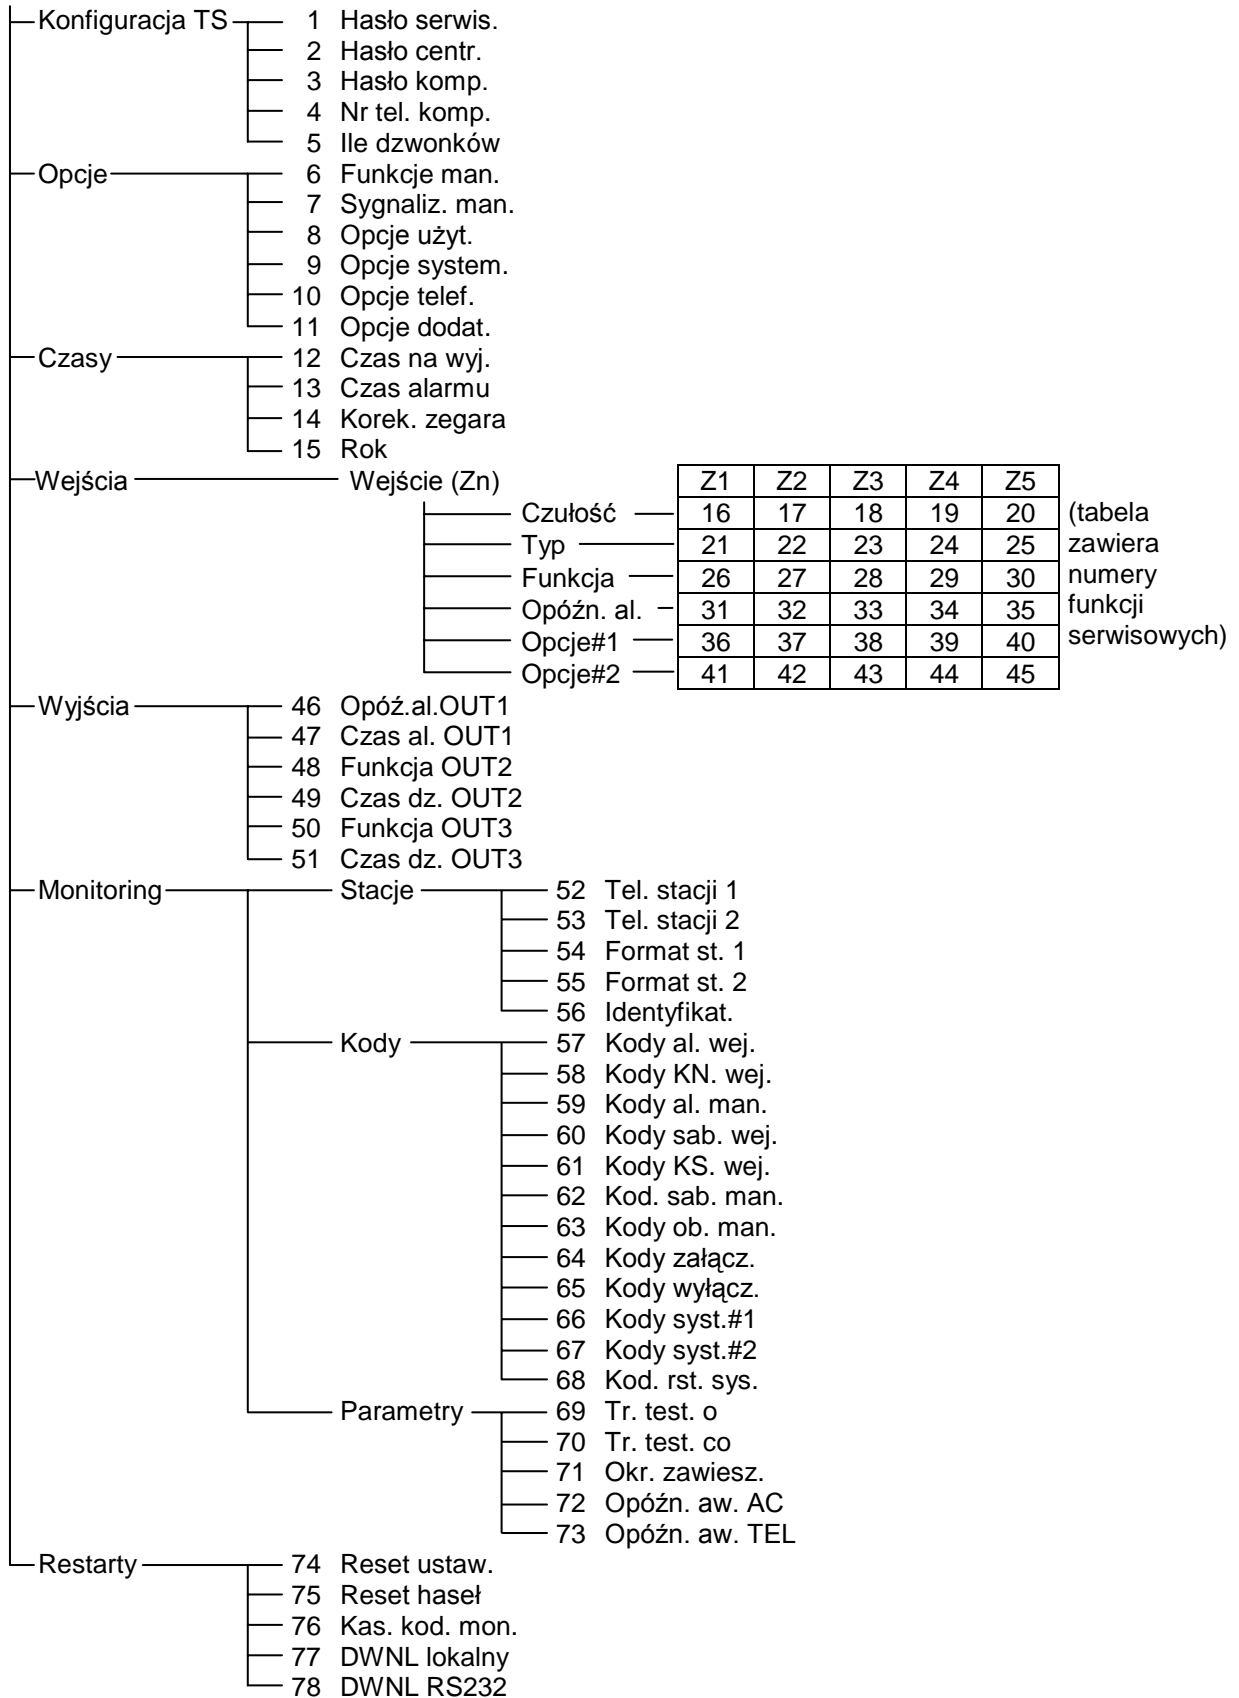 Konfiguracja TS 1 Hasło serwis.
2 Hasło centr.
3 Hasło komp.
4 Nr tel. komp.
5 Ile dzwonków
Opcje 6 Funkcje man.
7 Sygnaliz. man.
8 Opcje użyt.
9 Opcje system.
10 Opcje telef.
11 Opcje dodat.
Czasy 12 Czas na wyj.
13 Czas alarmu
14 Korek. zegara
15 Rok
Wejścia Wejście (Zn) Z1 Z2 Z3 Z4 Z5
Czułość 16 17 18 19 20 (tabela
Typ 21 22 23 24 25 zawiera
Funkcja 26 27 28 29 30 numery
Opóźn. al. 31 32 33 34 35 funkcji
Opcje#1 36 37 38 39 40 serwisowych)
Opcje#2 41 42 43 44 45
Wyjścia 46 Opóź.al.OUT1
47 Czas al. OUT1
48 Funkcja OUT2
49 Czas dz. OUT2
50 Funkcja OUT3
51 Czas dz. OUT3
Monitoring Stacje 52 Tel. stacji 1
53 Tel. stacji 2
54 Format st. 1
55 Format st. 2
56 Identyfikat.
Kody 57 Kody al. wej.
58 Kody KN. wej.
59 Kody al. man.
60 Kody sab. wej.
61 Kody KS. wej.
62 Kod. sab. man.
63 Kody ob. man.
64 Kody załącz.
65 Kody wyłącz.
66 Kody syst.#1
67 Kody syst.#2
68 Kod. rst. sys.
Parametry 69 Tr. test. o
70 Tr. test. co
71 Okr. zawiesz.
72 Opóźn. aw. AC
73 Opóźn. aw. TEL
Restarty 74 Reset ustaw.
75 Reset haseł
76 Kas. kod. mon.
77 DWNL lokalny
78 DWNL RS232